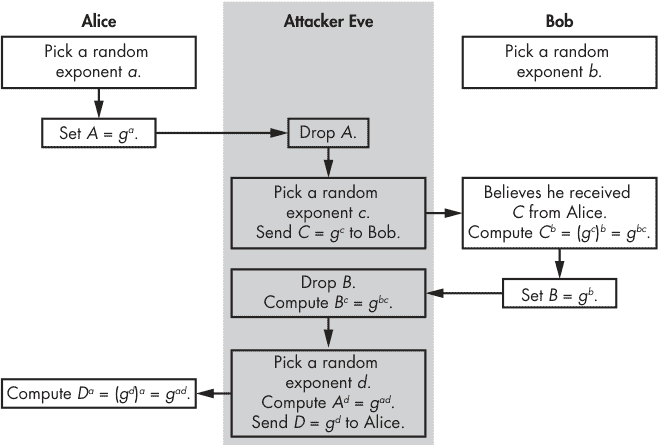 Alice
Attacker Eve
Bob
Pick a random
exponent a.
Pick a random
exponent b.
Set A = gᵃ.
Drop A.
Pick a random
exponent c.
Send C = gᶜ to Bob.
Believes he received
C from Alice.
Compute Cᵇ = (gᶜ)ᵇ = gᵇᶜ.
Drop B.
Compute Bᶜ = gᵇᶜ.
Set B = gᵇ.
Pick a random
exponent d.
Compute Aᵈ = gᵃᵈ.
Send D = gᵈ to Alice.
Compute Dᵃ = (gᵈ)ᵃ = gᵃᵈ.